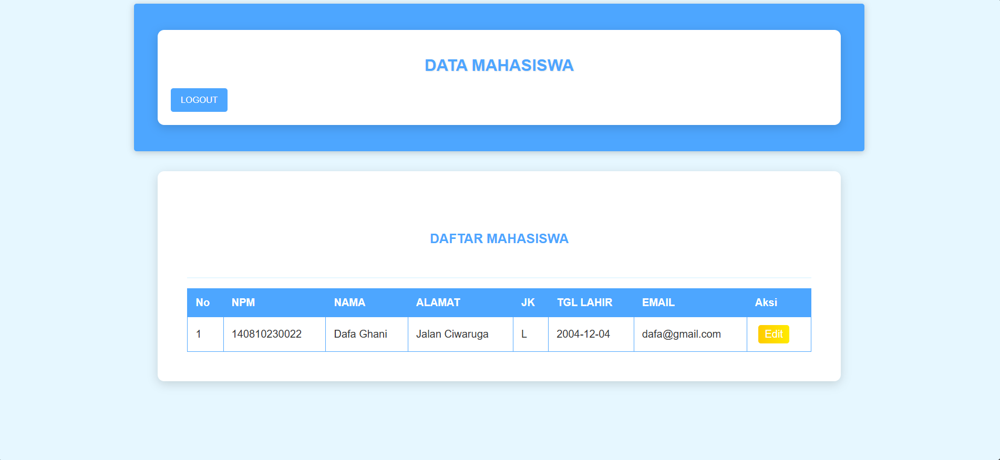 DATA MAHASISWA
LOGOUT
DAFTAR MAHASISWA
No NPM NAMA ALAMAT JK TGL LAHIR EMAIL Aksi
1 140810230022 Dafa Ghani Jalan Ciwaruga L 2004-12-04 dafa@gmail.com Edit